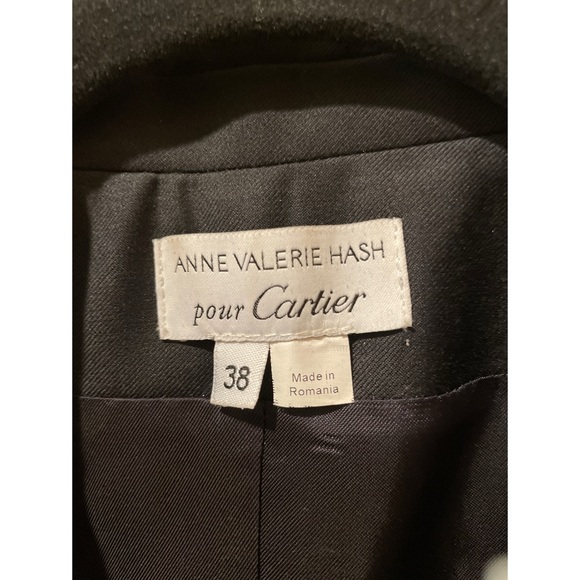 ANNE VALERIE HASH
pour Cartier
38
Made in
Romania